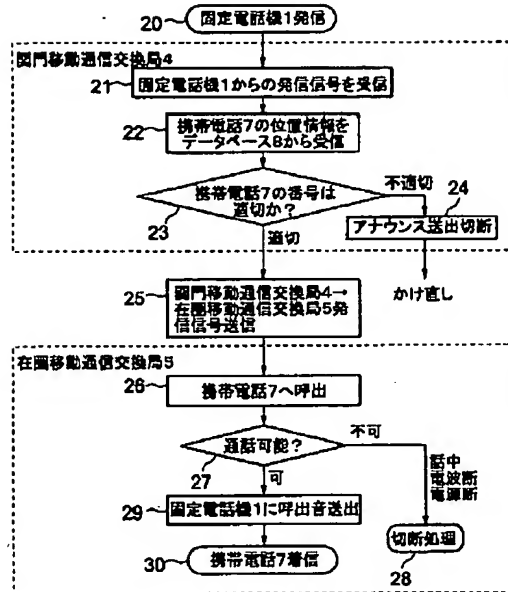 20
固定電話機1発信
関門移動通信交換局4
21
固定電話機1からの発信信号を受信
22
携帯電話7の位置情報を
データベース8から受信
携帯電話7の番号は
適切か?
23
不適切
24
アナウンス送出切断
適切
かけ直し
25
関門移動通信交換局4→
在圏移動通信交換局5発
信信号送信
在圏移動通信交換局5
26
携帯電話7へ呼出
通話可能?
27
不可
話中
電波断
電源断
可
29
固定電話機1に呼出音送出
切断処理
28
30
携帯電話7着信